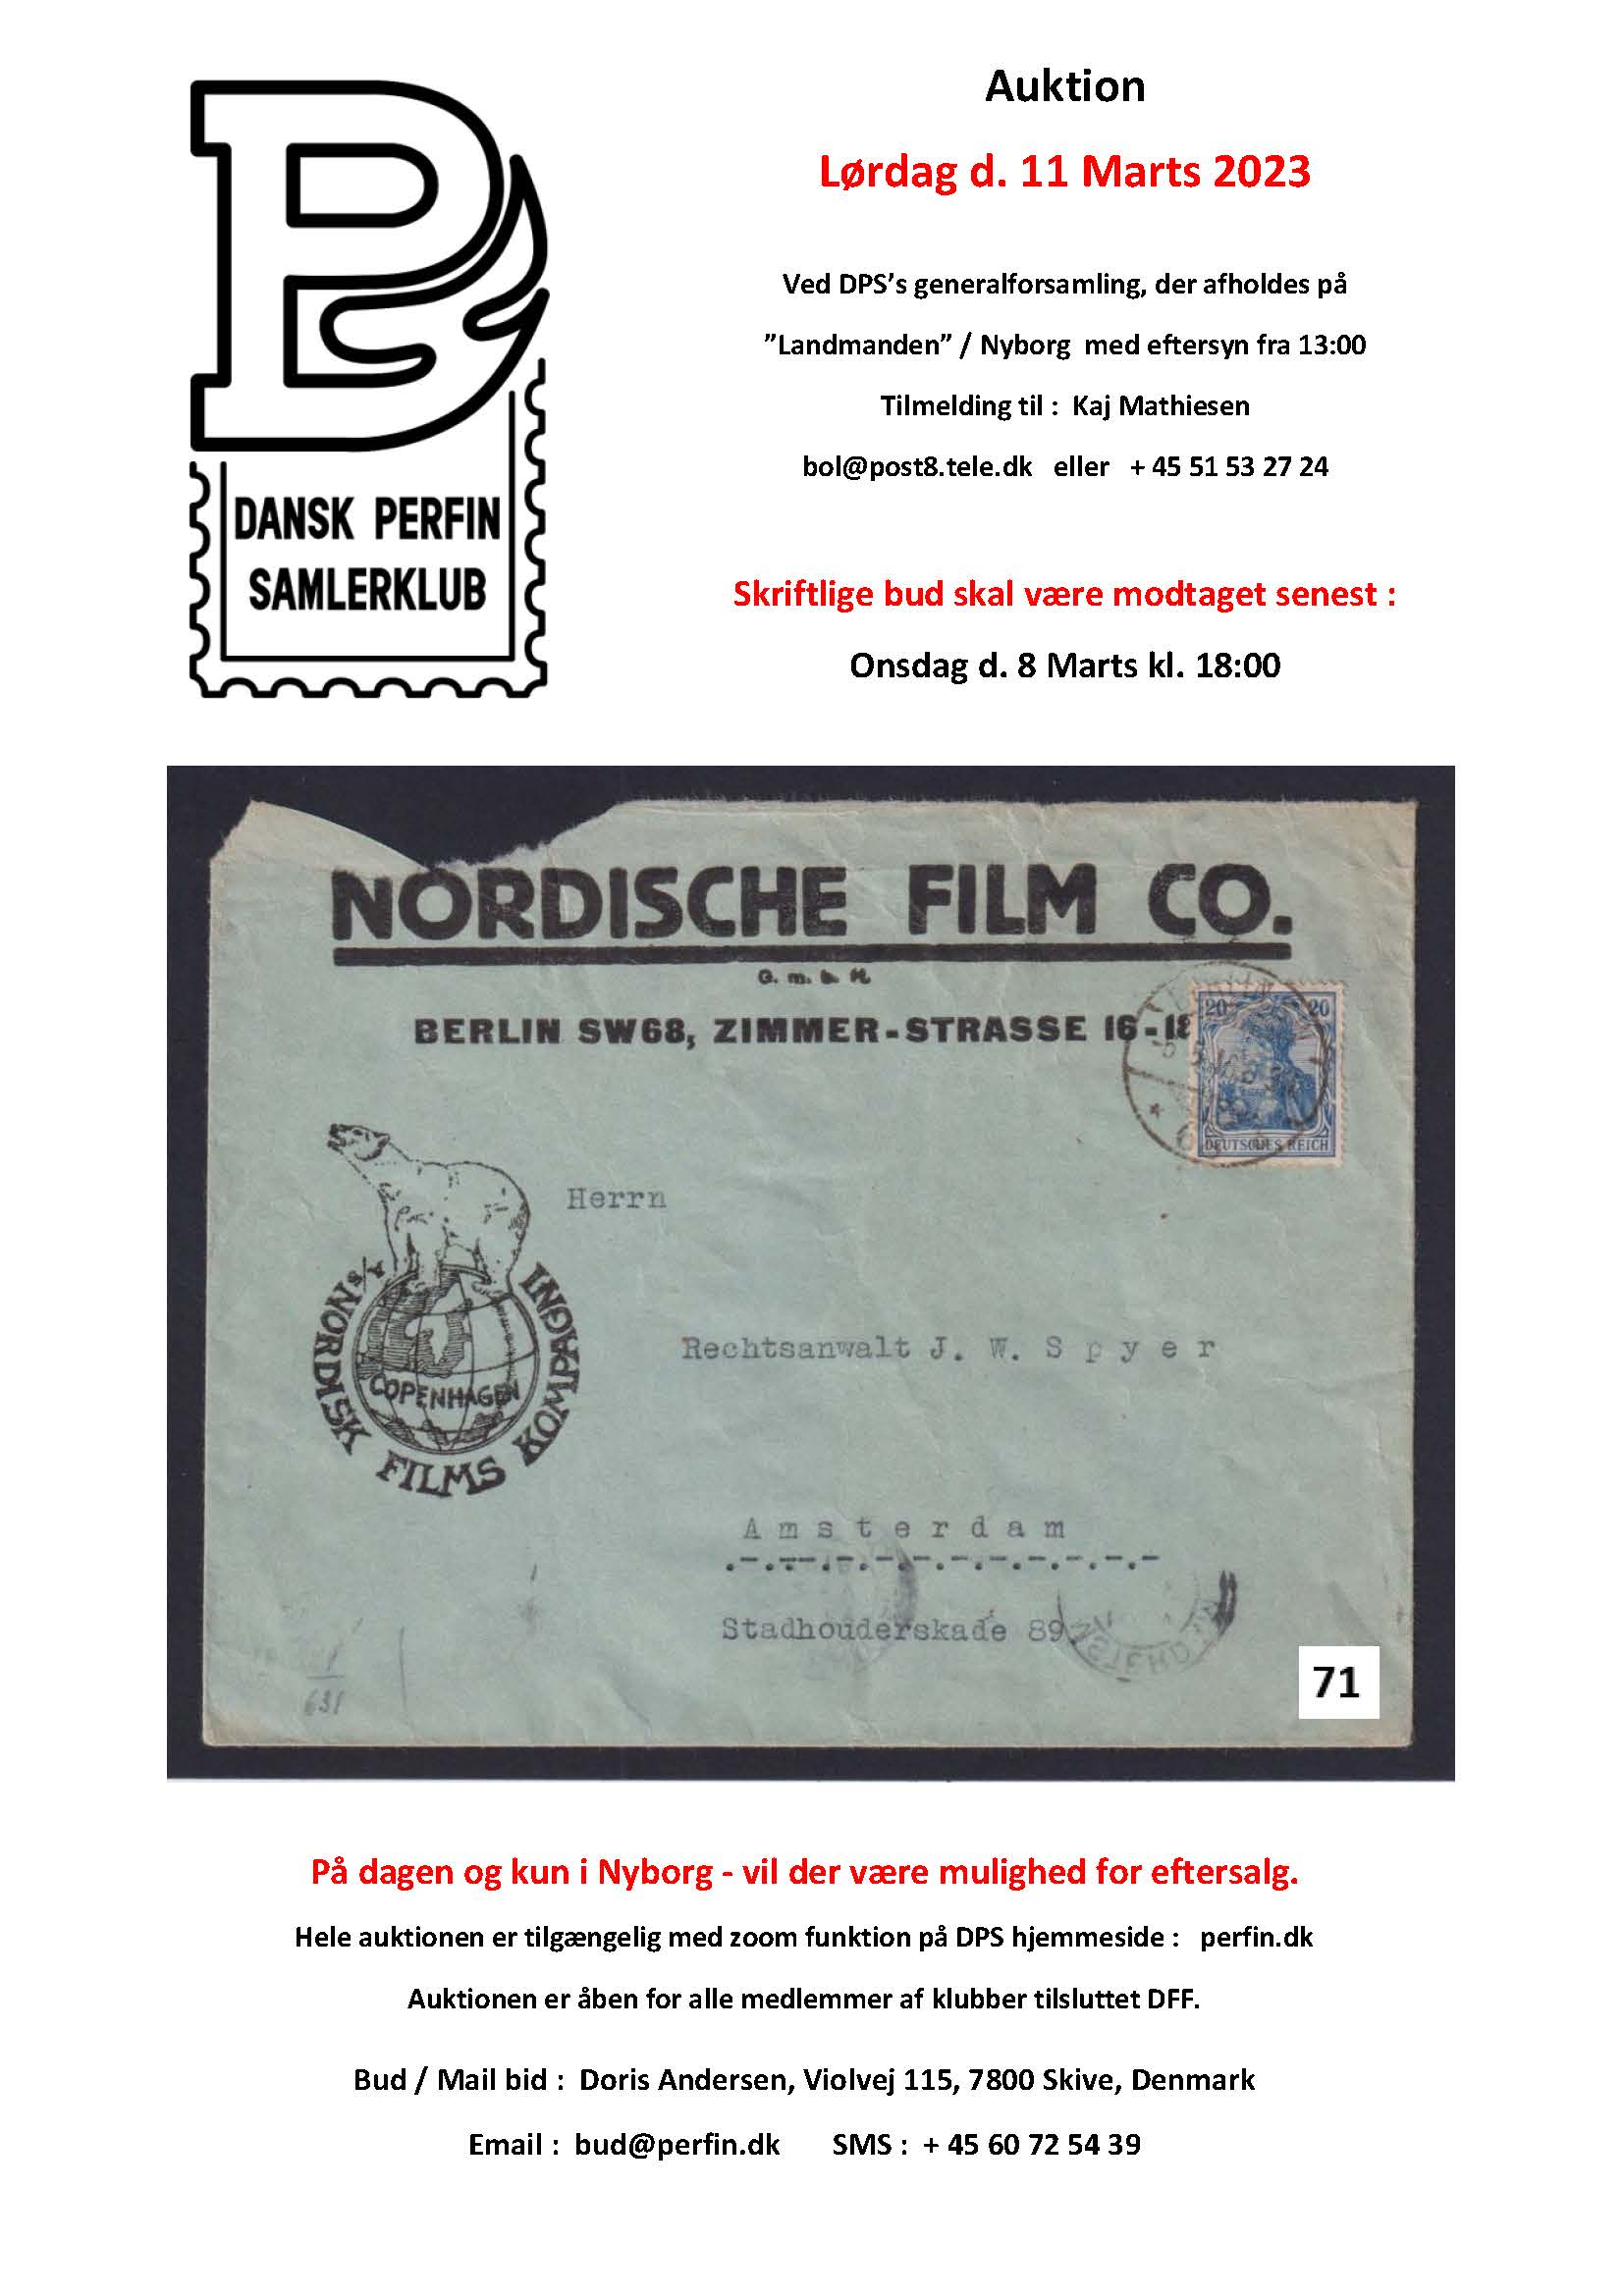 Auktion
Lørdag d. 11 Marts 2023
Ved DPS’s generalforsamling, der afholdes på
”Landmanden” / Nyborg med eftersyn fra 13:00
Tilmelding til : Kaj Mathiesen
bol@post8.tele.dk eller + 45 51 53 27 24
Skriftlige bud skal være modtaget senest :
Onsdag d. 8 Marts kl. 18:00
DANSK PERFIN
SAMLERKLUB
NORDISCHE FILM CO.
G. m. b. H.
BERLIN SW68, ZIMMER-STRASSE 16-18
20 20
DEUTSCHES REICH
Herrn
A/S NORDISK FILMS KOMPAGNI
COPENHAGEN
Rechtsanwalt J. W. Spyer
Amsterdam
Stadhouderskade 89
631
71
På dagen og kun i Nyborg - vil der være mulighed for eftersalg.
Hele auktionen er tilgængelig med zoom funktion på DPS hjemmeside : perfin.dk
Auktionen er åben for alle medlemmer af klubber tilsluttet DFF.
Bud / Mail bid : Doris Andersen, Violvej 115, 7800 Skive, Denmark
Email : bud@perfin.dk SMS : + 45 60 72 54 39